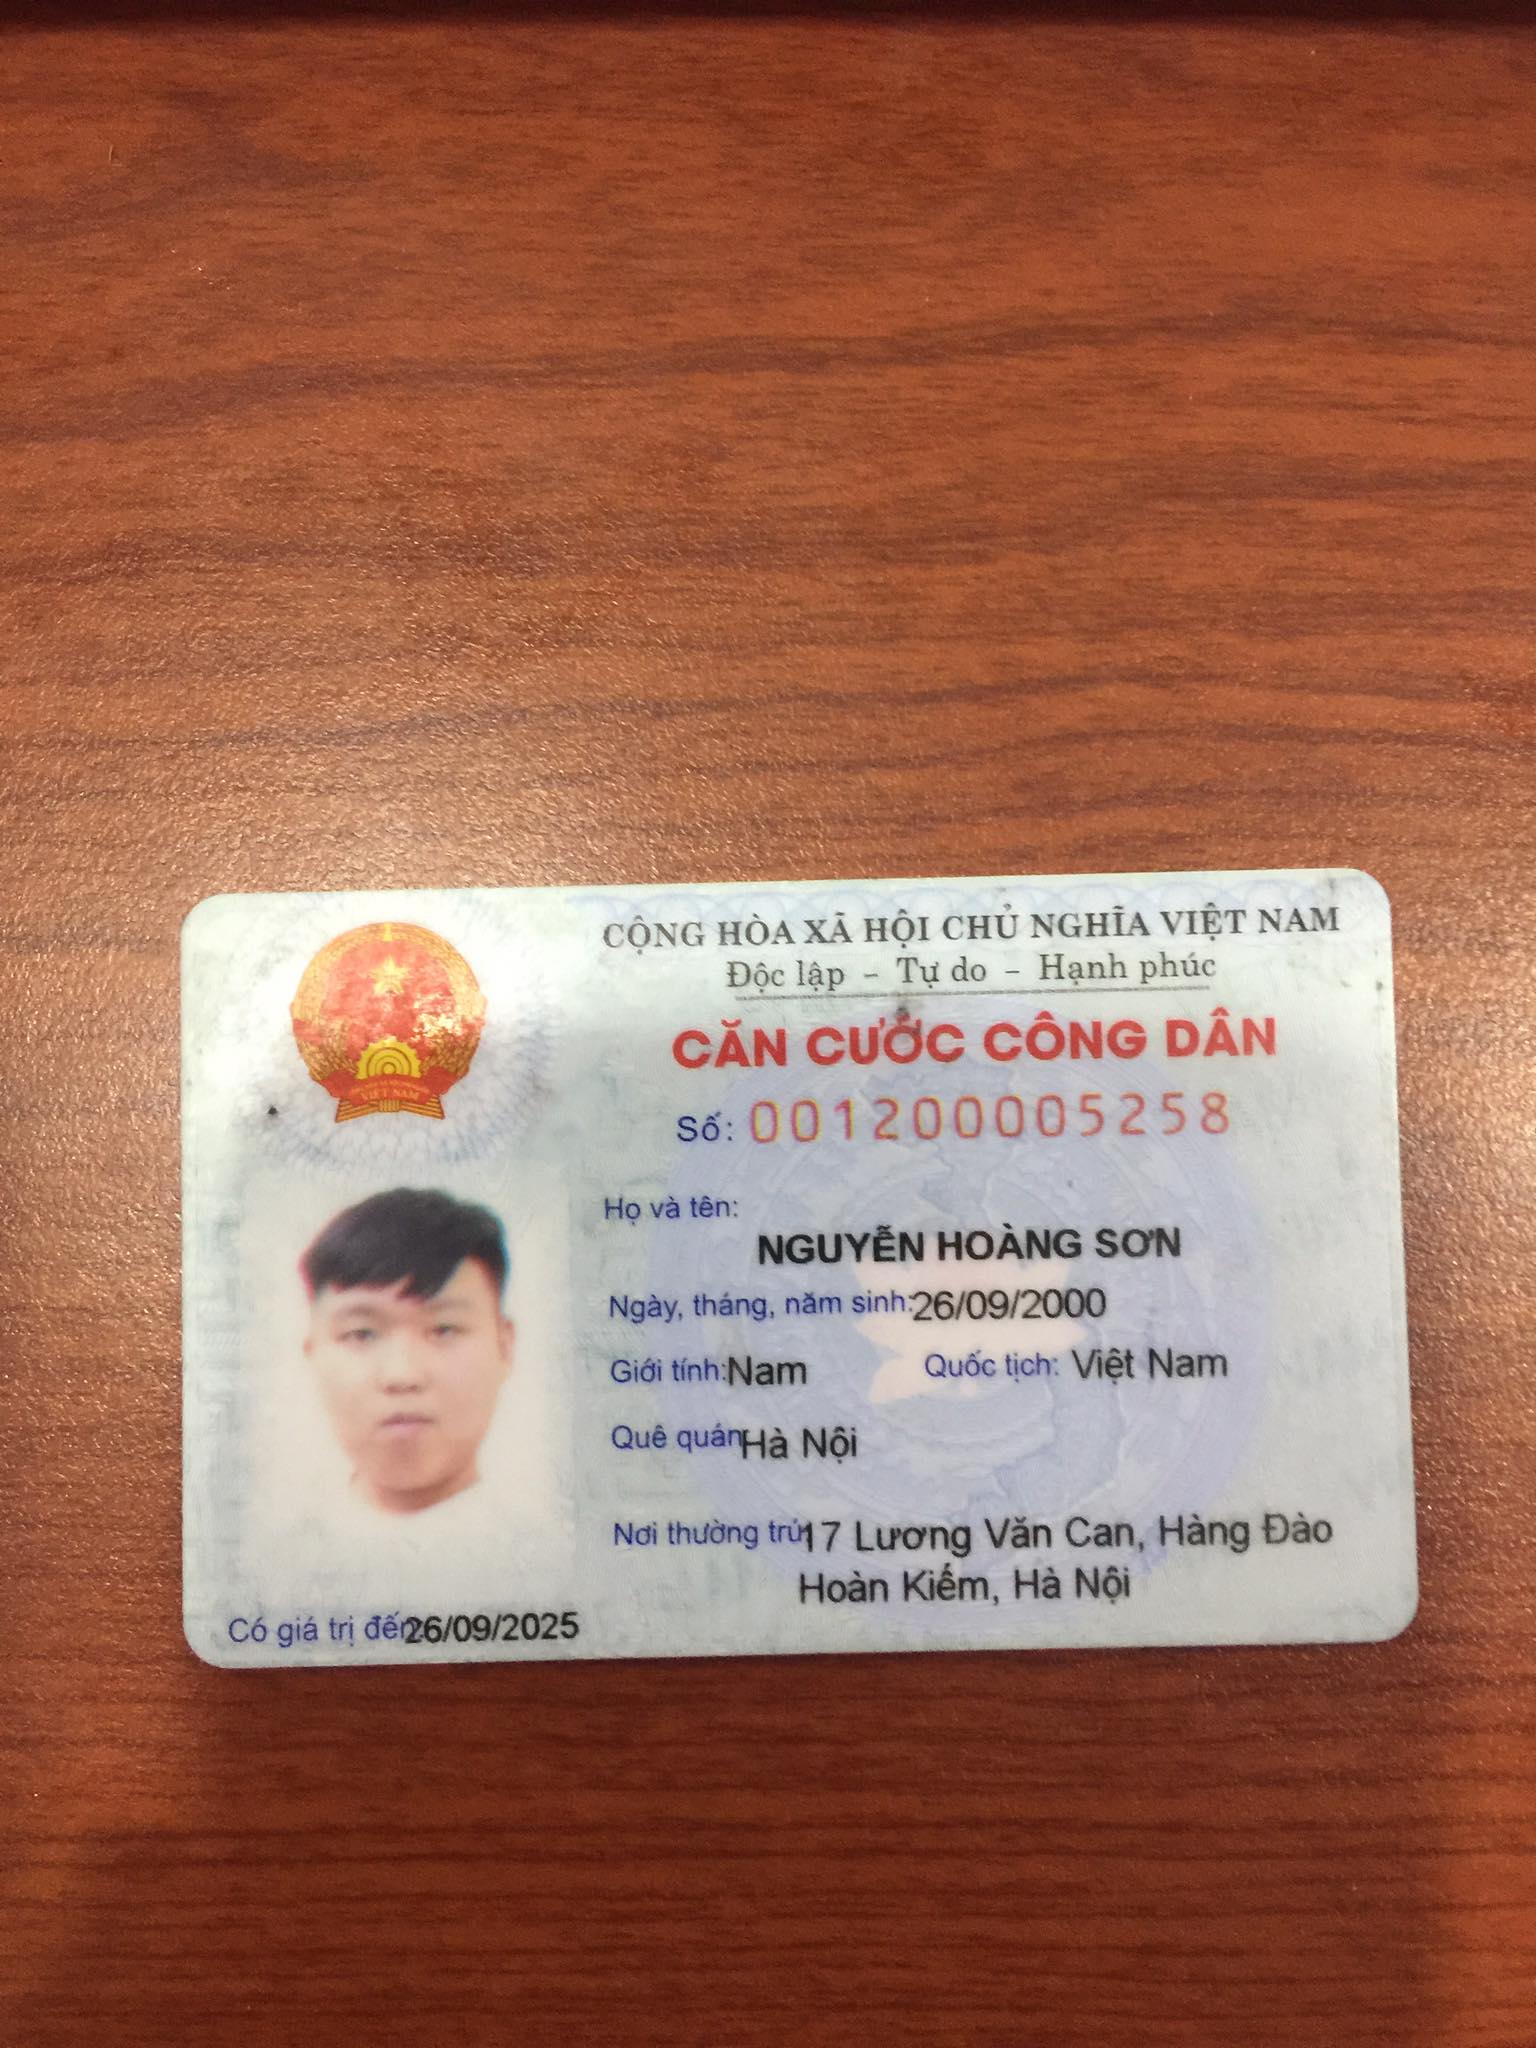 CỘNG HÒA XÃ HỘI CHỦ NGHĨA VIỆT NAM
Độc lập - Tự do - Hạnh phúc
CĂN CƯỚC CÔNG DÂN
Số: 001200005258
Họ và tên:
NGUYỄN HOÀNG SƠN
Ngày, tháng, năm sinh: 26/09/2000
Giới tính: Nam Quốc tịch: Việt Nam
Quê quán Hà Nội
Nơi thường trú: 17 Lương Văn Can, Hàng Đào
Hoàn Kiếm, Hà Nội
Có giá trị đến: 26/09/2025
VIỆT NAM